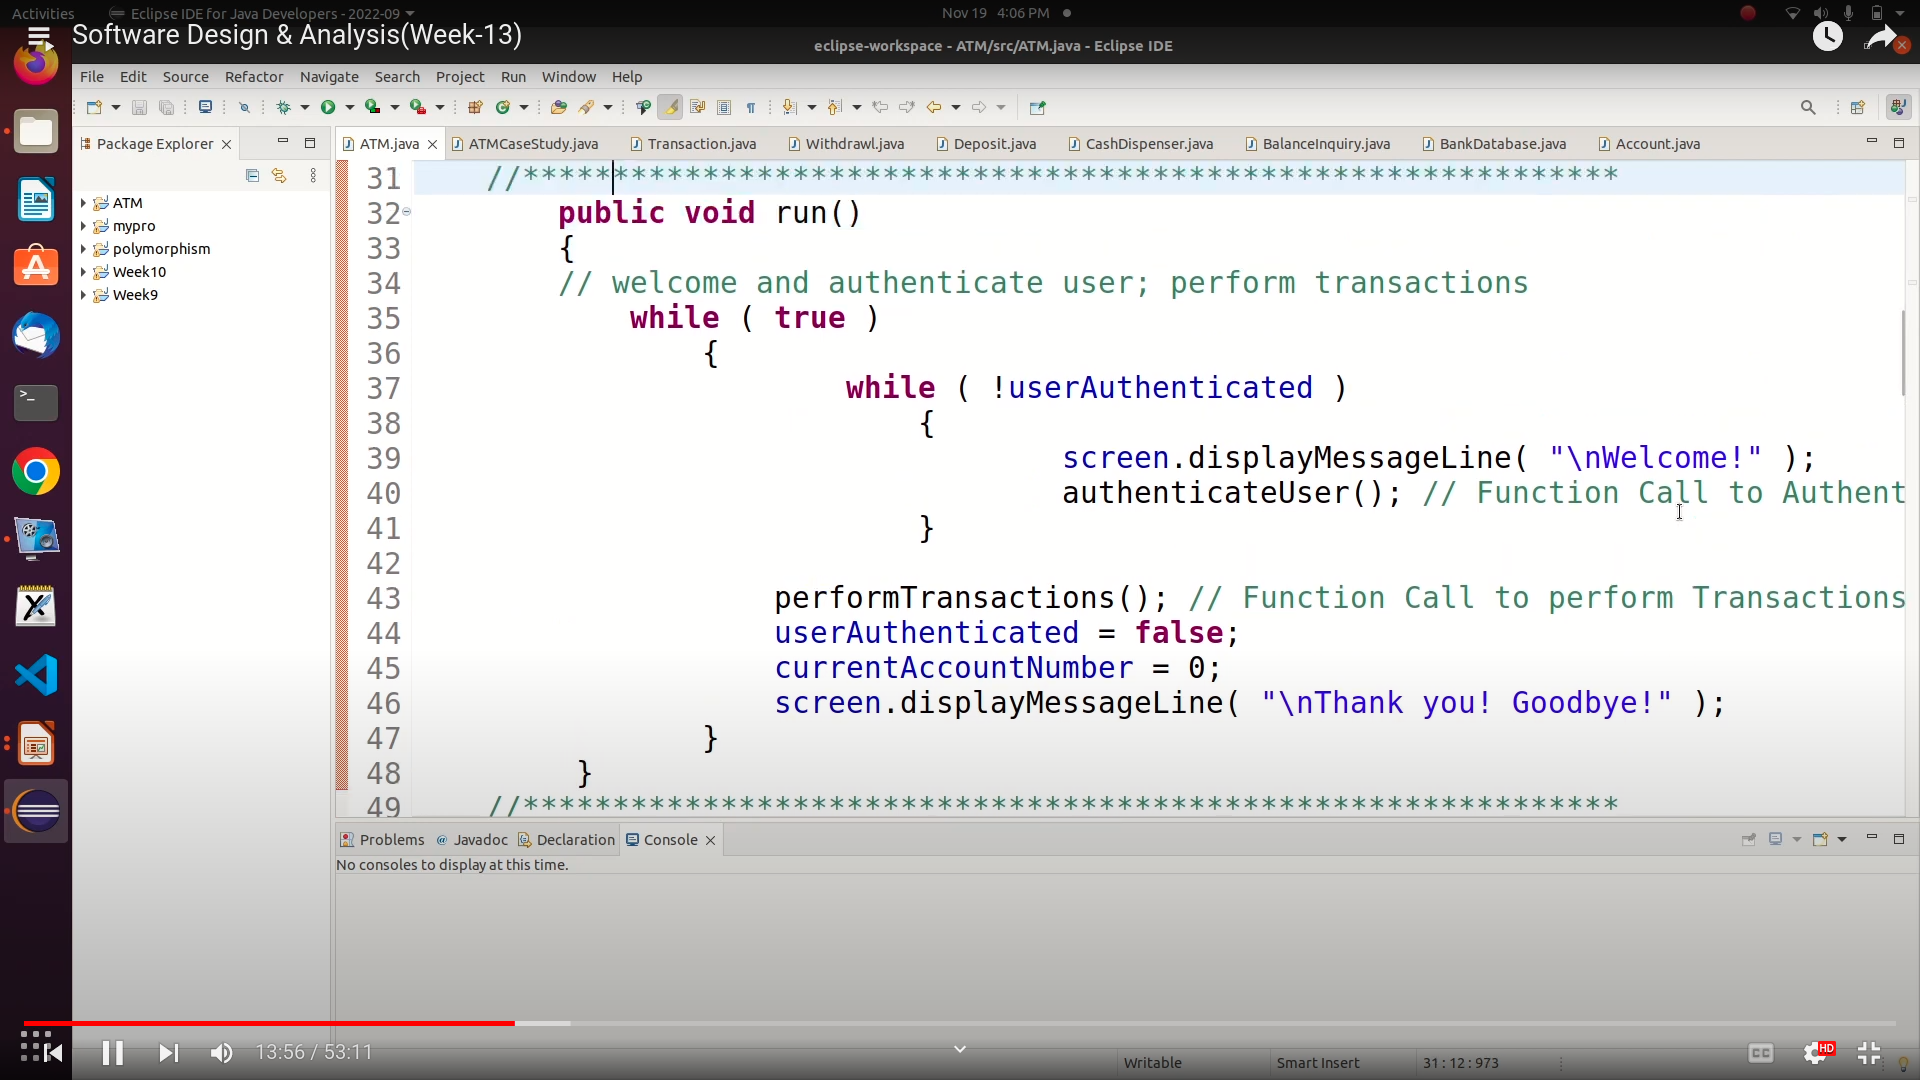 Activities
Eclipse IDE for Java Developers - 2022-09
Nov 19 4:06 PM
Software Design & Analysis(Week-13)
eclipse-workspace - ATM/src/ATM.java - Eclipse IDE
File Edit Source Refactor Navigate Search Project Run Window Help
Package Explorer
ATM.java ATMCaseStudy.java Transaction.java Withdrawl.java Deposit.java CashDispenser.java BalanceInquiry.java BankDatabase.java Account.java
ATM
mypro
polymorphism
Week10
Week9
31 //*************************************************************
32 public void run()
33 {
34 // welcome and authenticate user; perform transactions
35 while ( true )
36 {
37 while ( !userAuthenticated )
38 {
39 screen.displayMessageLine( "\nWelcome!" );
40 authenticateUser(); // Function Call to Authent
41 }
42
43 performTransactions(); // Function Call to perform Transactions
44 userAuthenticated = false;
45 currentAccountNumber = 0;
46 screen.displayMessageLine( "\nThank you! Goodbye!" );
47 }
48 }
49 //*************************************************************
Problems Javadoc Declaration Console
No consoles to display at this time.
13:56 / 53:11
CC
HD
Writable
Smart Insert
31 : 12 : 973